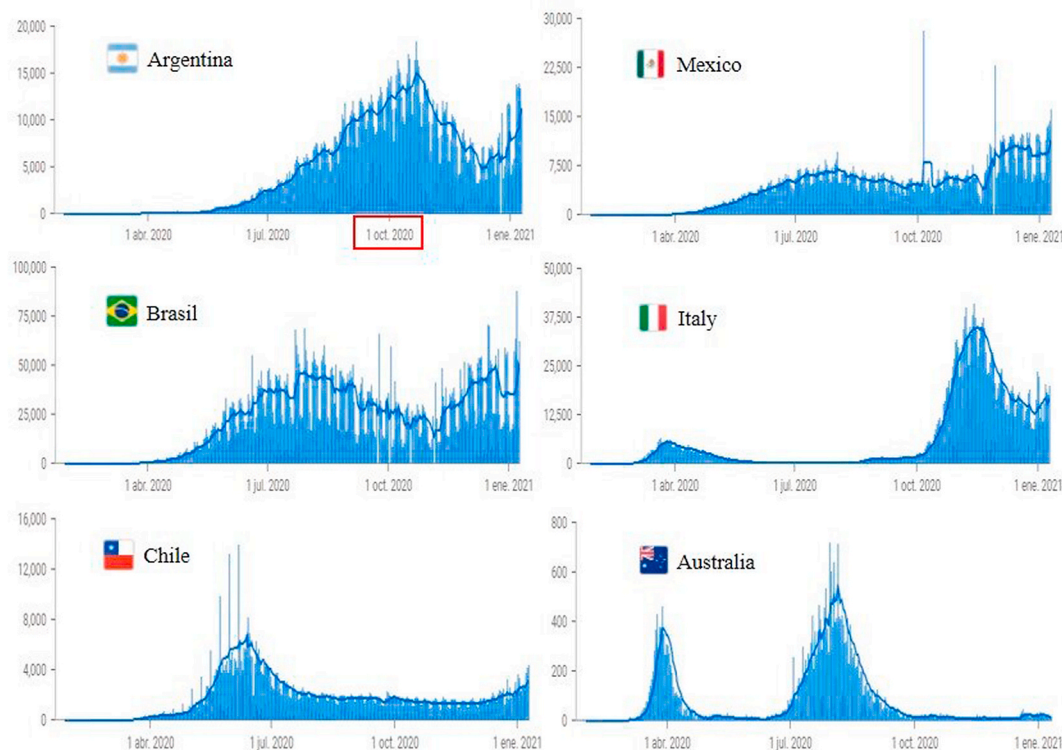 Argentina
20,000
15,000
10,000
5,000
0
1 abr. 2020 1 jul. 2020 1 oct. 2020 1 ene. 2021
Mexico
30,000
22,500
15,000
7,500
0
1 abr. 2020 1 jul. 2020 1 oct. 2020 1 ene. 2021
Brasil
100,000
75,000
50,000
25,000
0
1 abr. 2020 1 jul. 2020 1 oct. 2020 1 ene. 2021
Italy
50,000
37,500
25,000
12,500
0
1 abr. 2020 1 jul. 2020 1 oct. 2020 1 ene. 2021
Chile
16,000
12,000
8,000
4,000
0
1 abr. 2020 1 jul. 2020 1 oct. 2020 1 ene. 2021
Australia
800
600
400
200
0
1 abr. 2020 1 jul. 2020 1 oct. 2020 1 ene. 2021